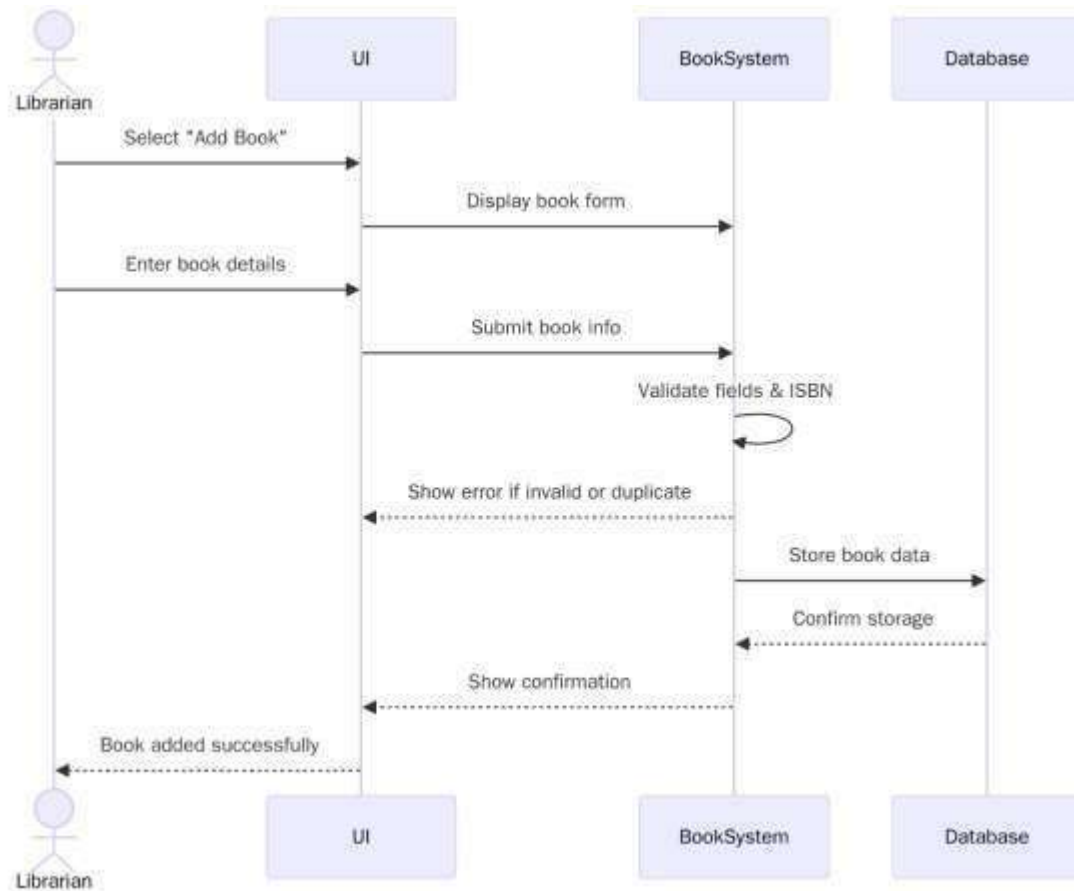 Librarian
UI
BookSystem
Database
Select "Add Book"
Display book form
Enter book details
Submit book info
Validate fields & ISBN
Show error if invalid or duplicate
Store book data
Confirm storage
Show confirmation
Book added successfully
Librarian
UI
BookSystem
Database